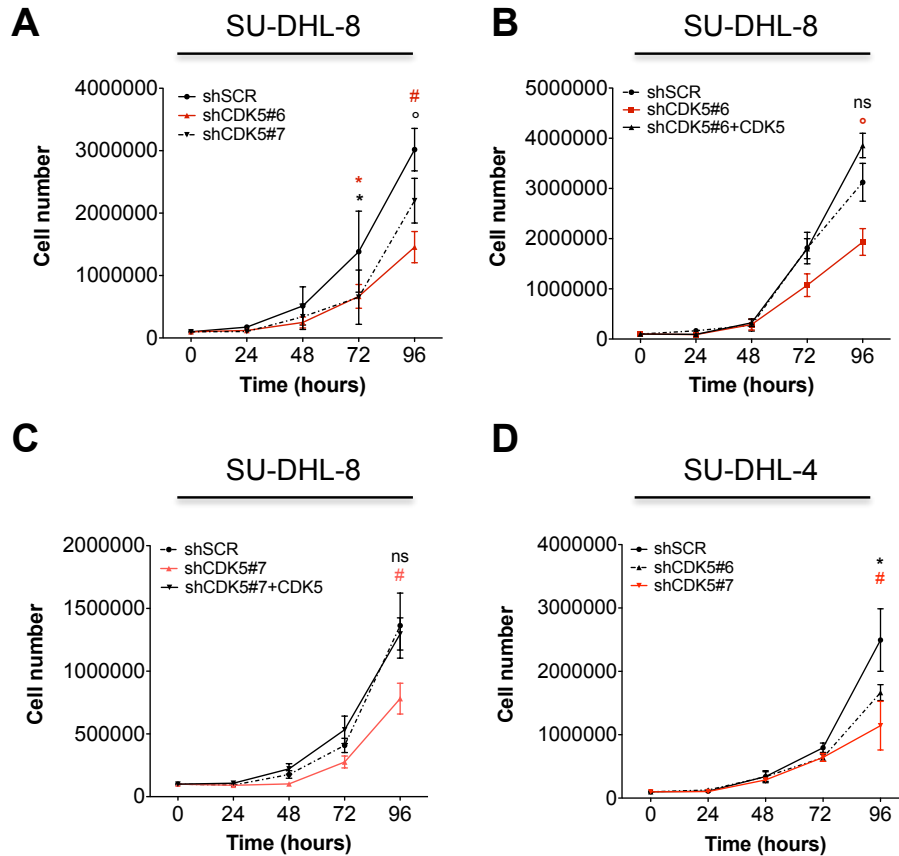 A
SU-DHL-8
4000000
3000000
2000000
1000000
0
Cell number
shSCR
shCDK5#6
shCDK5#7
*
*
#
°
0 24 48 72 96
Time (hours)
B
SU-DHL-8
5000000
4000000
3000000
2000000
1000000
0
Cell number
shSCR
shCDK5#6
shCDK5#6+CDK5
ns
°
0 24 48 72 96
Time (hours)
C
SU-DHL-8
2000000
1500000
1000000
500000
0
Cell number
shSCR
shCDK5#7
shCDK5#7+CDK5
ns
#
0 24 48 72 96
Time (hours)
D
SU-DHL-4
4000000
3000000
2000000
1000000
0
Cell number
shSCR
shCDK5#6
shCDK5#7
*
#
0 24 48 72 96
Time (hours)